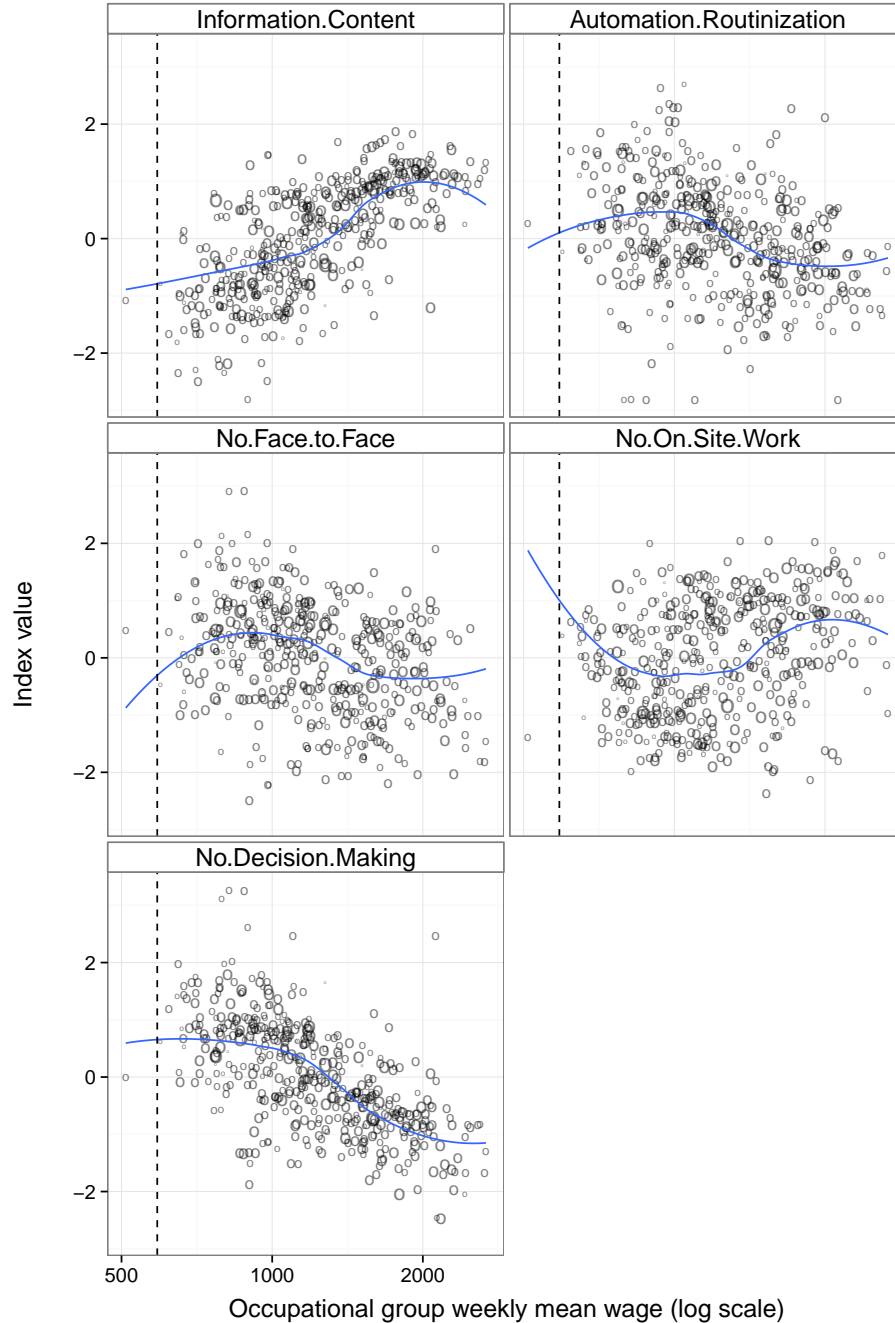 Information.Content
Automation.Routinization
2
0
−2
No.Face.to.Face
No.On.Site.Work
2
0
−2
No.Decision.Making
2
0
−2
500
1000
2000
Index value
Occupational group weekly mean wage (log scale)